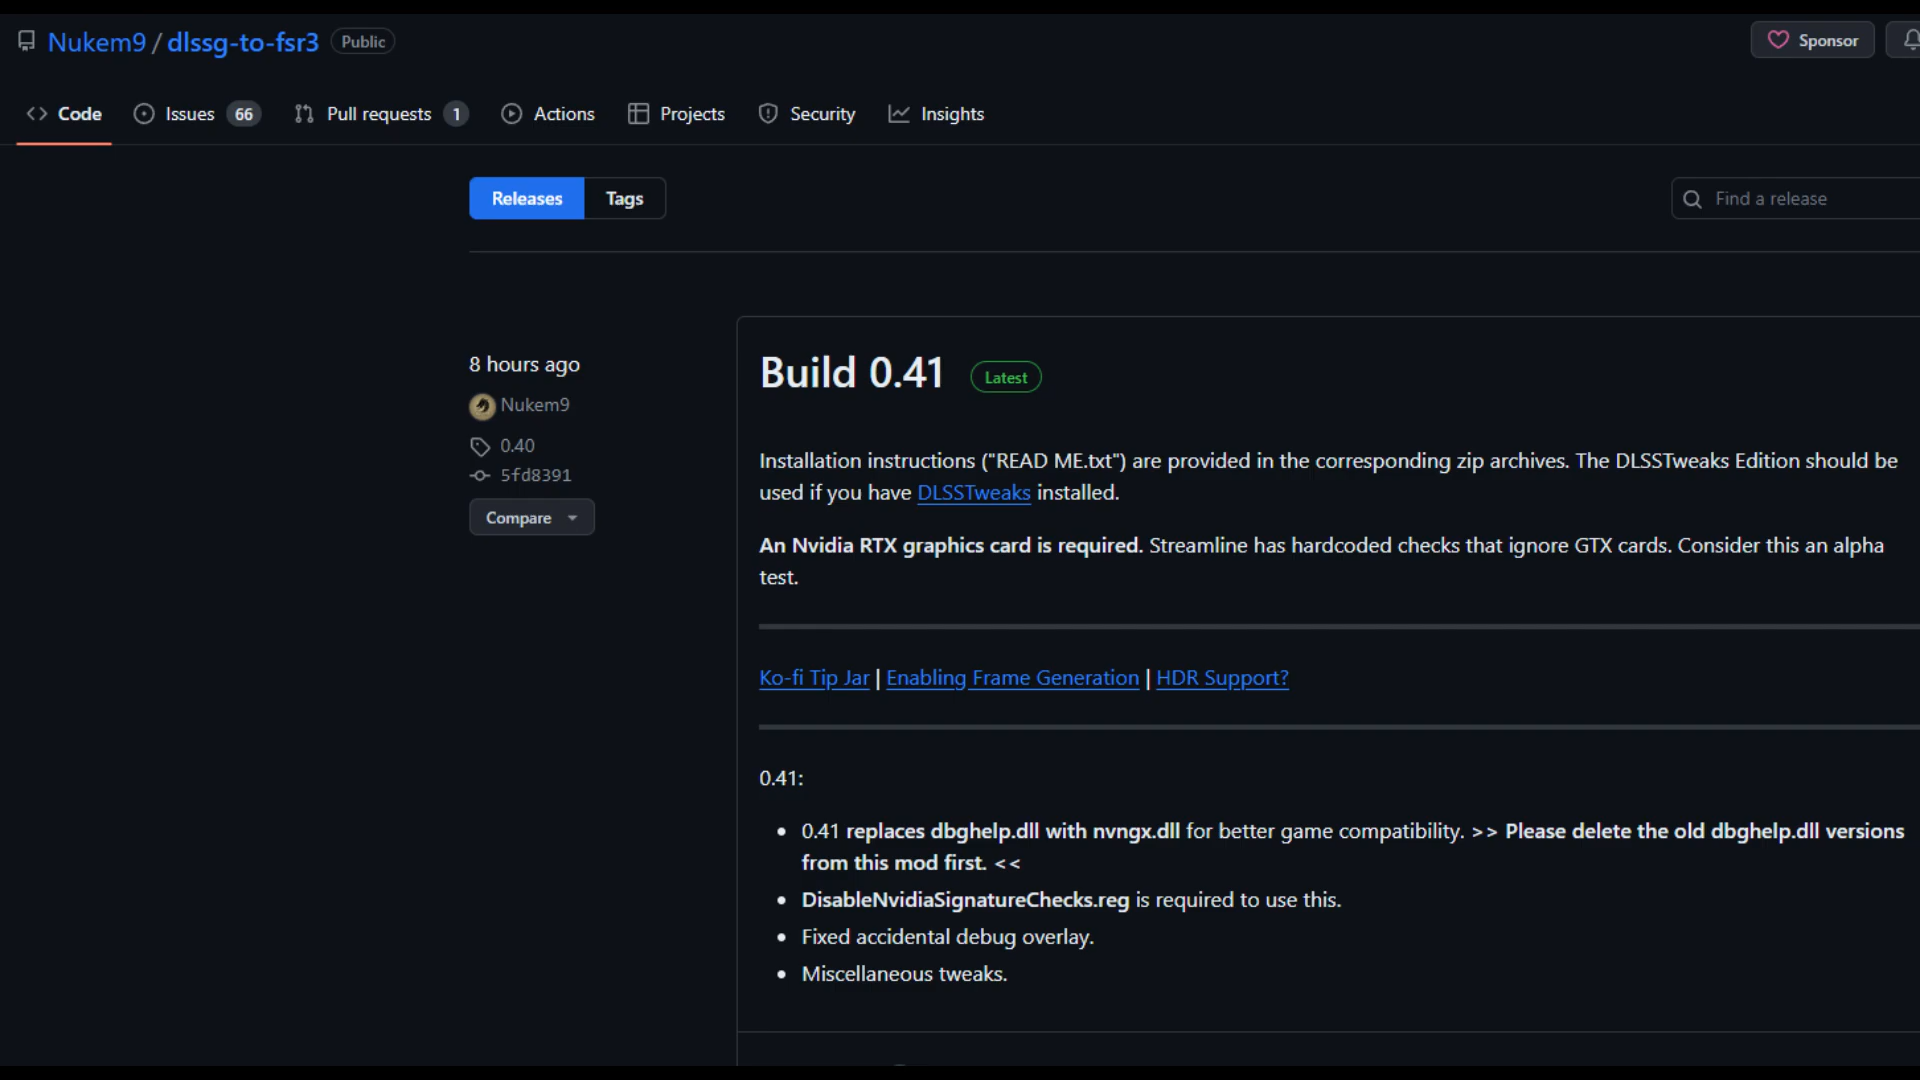 Nukem9 / dlssg-to-fsr3 Public
Sponsor
Code Issues 66 Pull requests 1 Actions Projects Security Insights
Releases Tags
Find a release
8 hours ago
Nukem9
0.40
5fd8391
Compare
Build 0.41 Latest
Installation instructions ("READ ME.txt") are provided in the corresponding zip archives. The DLSSTweaks Edition should be
used if you have DLSSTweaks installed.
An Nvidia RTX graphics card is required. Streamline has hardcoded checks that ignore GTX cards. Consider this an alpha
test.
Ko-fi Tip Jar | Enabling Frame Generation | HDR Support?
0.41:
• 0.41 replaces dbghelp.dll with nvngx.dll for better game compatibility. >> Please delete the old dbghelp.dll versions
from this mod first. <<
• DisableNvidiaSignatureChecks.reg is required to use this.
• Fixed accidental debug overlay.
• Miscellaneous tweaks.